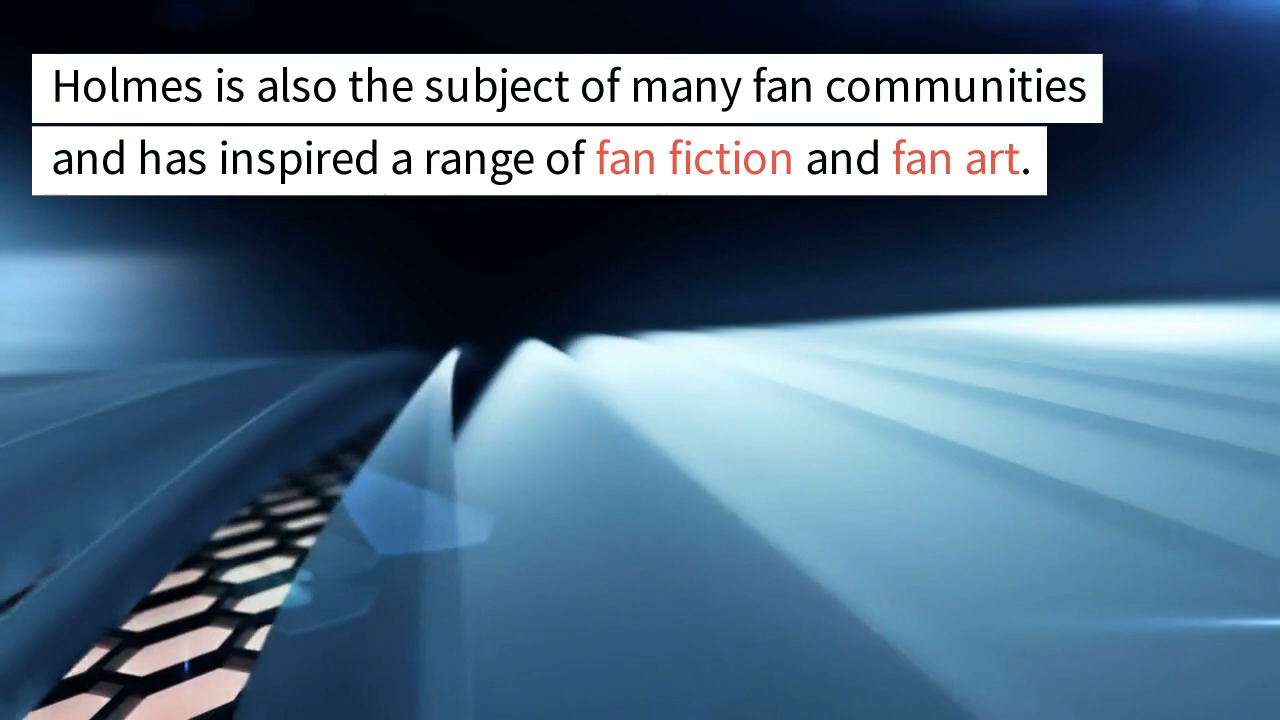 Holmes is also the subject of many fan communities
and has inspired a range of fan fiction and fan art.